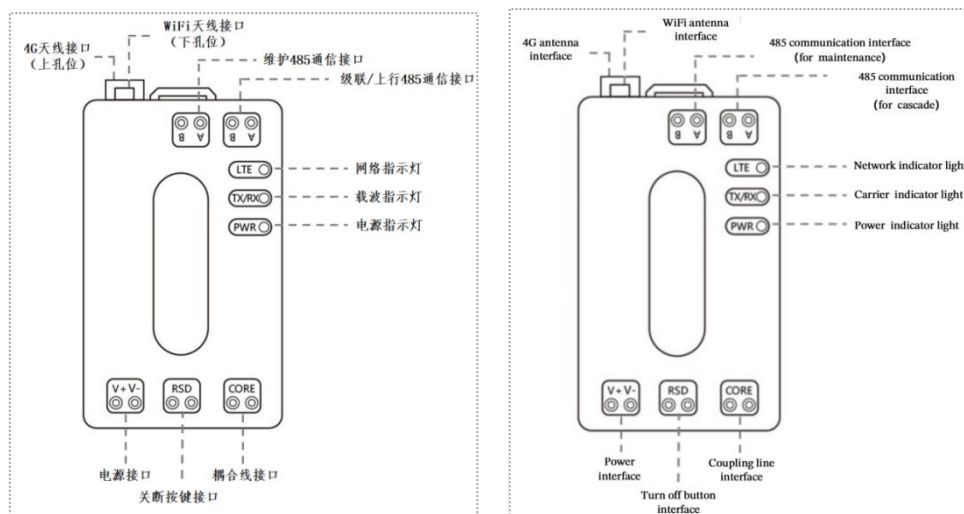 WiFi天线接口
(下孔位)
4G天线接口
(上孔位)
维护485通信接口
级联/上行485通信接口
B A
B A
LTE
网络指示灯
TX/RX
载波指示灯
PWR
电源指示灯
V+ V-
RSD
CORE
电源接口
耦合线接口
关断按键接口
WiFi antenna
interface
4G antenna
interface
485 communication interface
(for maintenance)
485 communication
interface
(for cascade)
B A
B A
LTE
Network indicator light
TX/RX
Carrier indicator light
PWR
Power indicator light
V+ V-
RSD
CORE
Power
interface
Coupling line
interface
Turn off button
interface